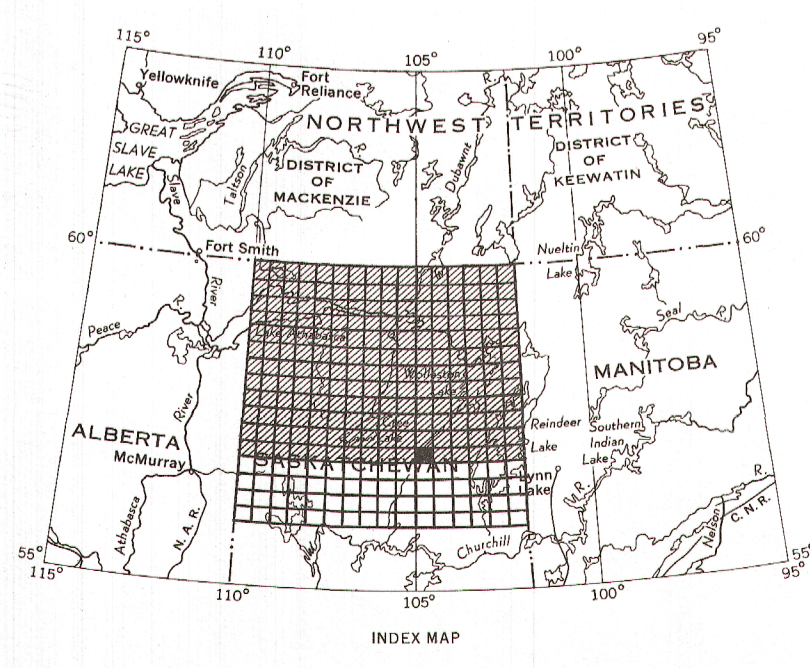 115°
110°
105°
100°
95°
Yellowknife
Fort
Reliance
R.
GREAT
SLAVE
LAKE
NORTHWEST TERRITORIES
DISTRICT
OF
MACKENZIE
DISTRICT
OF
KEEWATIN
Slave
Taltson
Dubawnt
60°
Fort Smith
Nueltin
Lake
60°
River
R.
Peace
Lake Athabasca
Seal R.
Wollaston
Lake
MANITOBA
River
ALBERTA
McMurray
Cree
Lake
Reindeer
Lake
Southern
Indian
Lake
SASKATCHEWAN
Lynn
Lake
R.
R.
Athabasca
N. A. R.
Churchill
Nelson
C. N. R.
55°
115°
110°
105°
100°
55°
95°
INDEX MAP